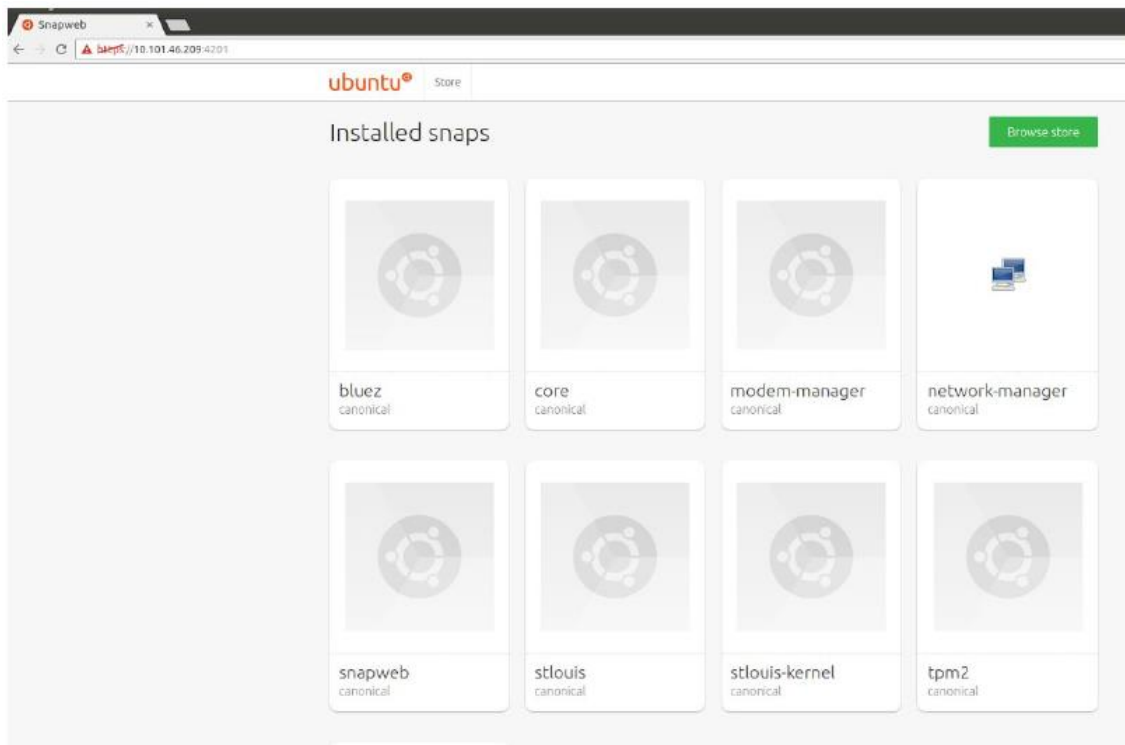 Snapweb
https://10.101.46.209:4201
ubuntu Store
Installed snaps
Browse store
bluez core modem-manager network-manager
canonical canonical canonical canonical
snapweb stlouis stlouis-kernel tpm2
canonical canonical canonical canonical